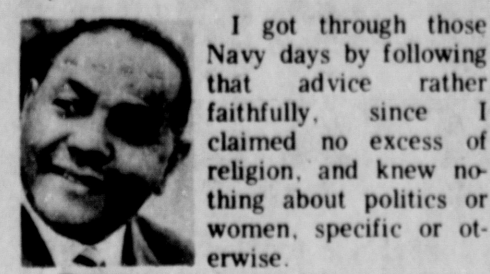 I got through those
Navy days by following
that advice rather
faithfully, since I
claimed no excess of
religion, and knew no-
thing about politics or
women, specific or ot-
erwise.